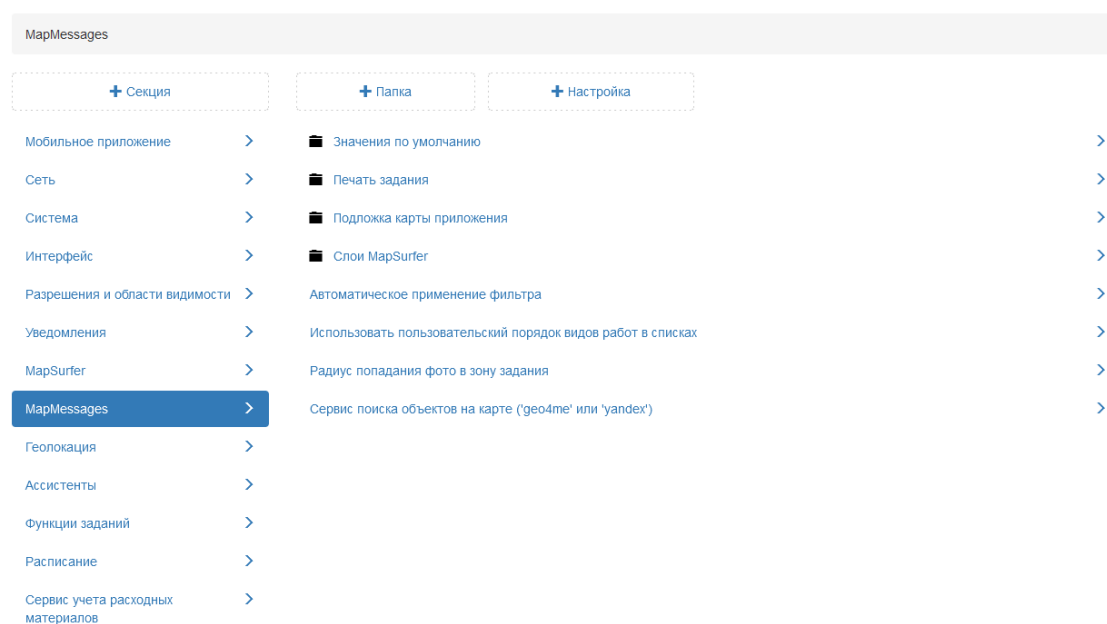 MapMessages
Секция
Папка
Настройка
Мобильное приложение
Сеть
Система
Интерфейс
Разрешения и области видимости
Уведомления
MapSurfer
MapMessages
Геолокация
Ассистенты
Функции заданий
Расписание
Сервис учета расходных
материалов
Значения по умолчанию
Печать задания
Подложка карты приложения
Слои MapSurfer
Автоматическое применение фильтра
Использовать пользовательский порядок видов работ в списках
Радиус попадания фото в зону задания
Сервис поиска объектов на карте ('geo4me' или 'yandex')